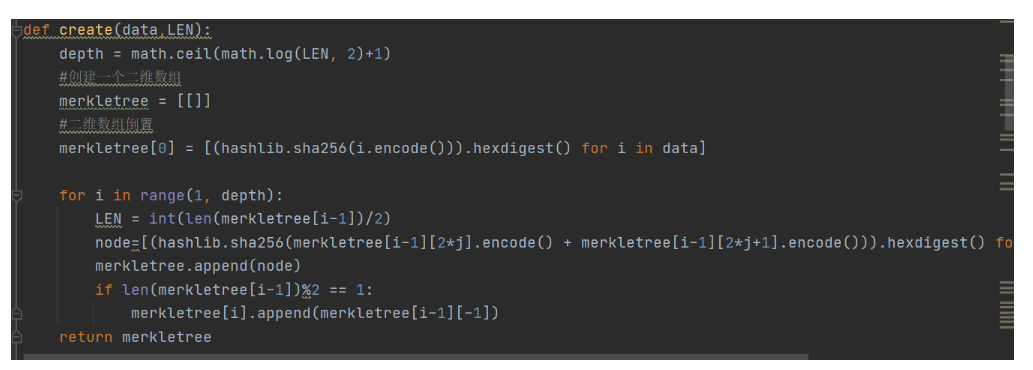 def create(data,LEN):
    depth = math.ceil(math.log(LEN, 2)+1)
    #创建一个二维数组
    merkletree = [[]]
    #二维数组倒置
    merkletree[0] = [(hashlib.sha256(i.encode())).hexdigest() for i in data]
    for i in range(1, depth):
        LEN = int(len(merkletree[i-1])/2)
        node=[(hashlib.sha256(merkletree[i-1][2*j].encode() + merkletree[i-1][2*j+1].encode())).hexdigest() fo
        merkletree.append(node)
        if len(merkletree[i-1])%2 == 1:
            merkletree[i].append(merkletree[i-1][-1])
    return merkletree